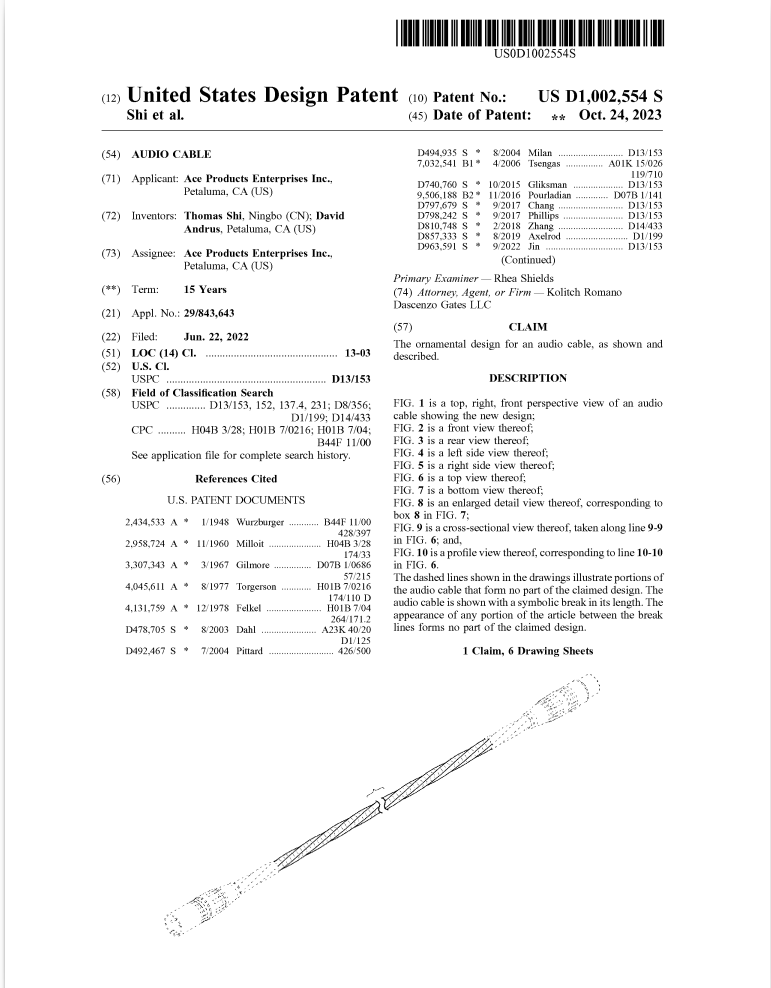 US0D1002554S
(12) United States Design Patent
Shi et al.
(10) Patent No.: US D1,002,554 S
(45) Date of Patent: ** Oct. 24, 2023
(54) AUDIO CABLE
(71) Applicant: Ace Products Enterprises Inc.,
Petaluma, CA (US)
(72) Inventors: Thomas Shi, Ningbo (CN); David
Andrus, Petaluma, CA (US)
(73) Assignee: Ace Products Enterprises Inc.,
Petaluma, CA (US)
(**) Term: 15 Years
(21) Appl. No.: 29/843,643
(22) Filed: Jun. 22, 2022
(51) LOC (14) Cl. .............................................. 13-03
(52) U.S. Cl.
USPC ....................................................... D13/153
(58) Field of Classification Search
USPC .............. D13/153, 152, 137.4, 231; D8/356;
D1/199; D14/433
CPC .......... H04B 3/28; H01B 7/0216; H01B 7/04;
B44F 11/00
See application file for complete search history.
(56) References Cited
U.S. PATENT DOCUMENTS
2,434,533 A * 1/1948 Wurzburger ........... B44F 11/00
428/397
2,958,724 A * 11/1960 Milloit ..................... H04B 3/28
174/33
3,307,343 A * 3/1967 Gilmore .............. D07B 1/0686
57/215
4,045,611 A * 8/1977 Torgerson ........... H01B 7/0216
174/110 D
4,131,759 A * 12/1978 Felkel ...................... H01B 7/04
264/171.2
D478,705 S * 8/2003 Dahl ...................... A23K 40/20
D1/125
D492,467 S * 7/2004 Pittard .......................... 426/500
D494,935 S * 8/2004 Milan .......................... D13/153
7,032,541 B1 * 4/2006 Tsengas .............. A01K 15/026
119/710
D740,760 S * 10/2015 Gliksman .................... D13/153
9,506,188 B2 * 11/2016 Pourladian ............ D07B 1/141
D797,679 S * 9/2017 Chang ......................... D13/153
D798,242 S * 9/2017 Phillips ....................... D13/153
D810,748 S * 2/2018 Zhang ......................... D14/433
D857,333 S * 8/2019 Axelrod ......................... D1/199
D963,591 S * 9/2022 Jin ............................... D13/153
(Continued)
Primary Examiner — Rhea Shields
(74) Attorney, Agent, or Firm — Kolitch Romano
Dascenzo Gates LLC
(57) CLAIM
The ornamental design for an audio cable, as shown and
described.
DESCRIPTION
FIG. 1 is a top, right, front perspective view of an audio
cable showing the new design;
FIG. 2 is a front view thereof;
FIG. 3 is a rear view thereof;
FIG. 4 is a left side view thereof;
FIG. 5 is a right side view thereof;
FIG. 6 is a top view thereof;
FIG. 7 is a bottom view thereof;
FIG. 8 is an enlarged detail view thereof, corresponding to
box 8 in FIG. 7;
FIG. 9 is a cross-sectional view thereof, taken along line 9-9
in FIG. 6; and,
FIG. 10 is a profile view thereof, corresponding to line 10-10
in FIG. 6.
The dashed lines shown in the drawings illustrate portions of
the audio cable that form no part of the claimed design. The
audio cable is shown with a symbolic break in its length. The
appearance of any portion of the article between the break
lines forms no part of the claimed design.
1 Claim, 6 Drawing Sheets